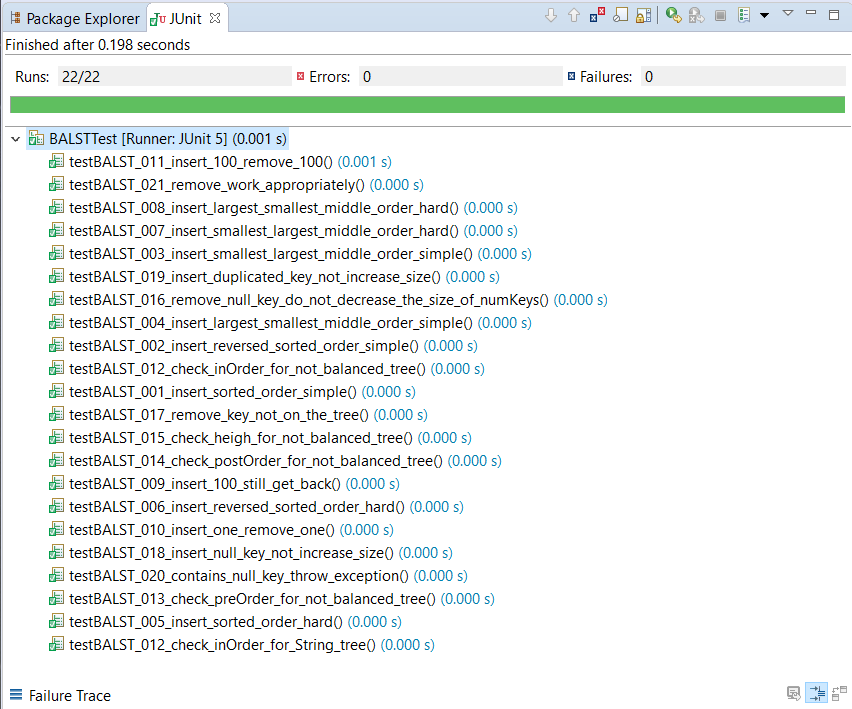 Package Explorer JUnit
Finished after 0.198 seconds
Runs: 22/22 Errors: 0 Failures: 0
BALSTTest [Runner: JUnit 5] (0.001 s)
testBALST_011_insert_100_remove_100() (0.001 s)
testBALST_021_remove_work_appropriately() (0.000 s)
testBALST_008_insert_largest_smallest_middle_order_hard() (0.000 s)
testBALST_007_insert_smallest_largest_middle_order_hard() (0.000 s)
testBALST_003_insert_smallest_largest_middle_order_simple() (0.000 s)
testBALST_019_insert_duplicated_key_not_increase_size() (0.000 s)
testBALST_016_remove_null_key_do_not_decrease_the_size_of_numKeys() (0.000 s)
testBALST_004_insert_largest_smallest_middle_order_simple() (0.000 s)
testBALST_002_insert_reversed_sorted_order_simple() (0.000 s)
testBALST_012_check_inOrder_for_not_balanced_tree() (0.000 s)
testBALST_001_insert_sorted_order_simple() (0.000 s)
testBALST_017_remove_key_not_on_the_tree() (0.000 s)
testBALST_015_check_heigh_for_not_balanced_tree() (0.000 s)
testBALST_014_check_postOrder_for_not_balanced_tree() (0.000 s)
testBALST_009_insert_100_still_get_back() (0.000 s)
testBALST_006_insert_reversed_sorted_order_hard() (0.000 s)
testBALST_010_insert_one_remove_one() (0.000 s)
testBALST_018_insert_null_key_not_increase_size() (0.000 s)
testBALST_020_contains_null_key_throw_exception() (0.000 s)
testBALST_013_check_preOrder_for_not_balanced_tree() (0.000 s)
testBALST_005_insert_sorted_order_hard() (0.000 s)
testBALST_012_check_inOrder_for_String_tree() (0.000 s)
Failure Trace